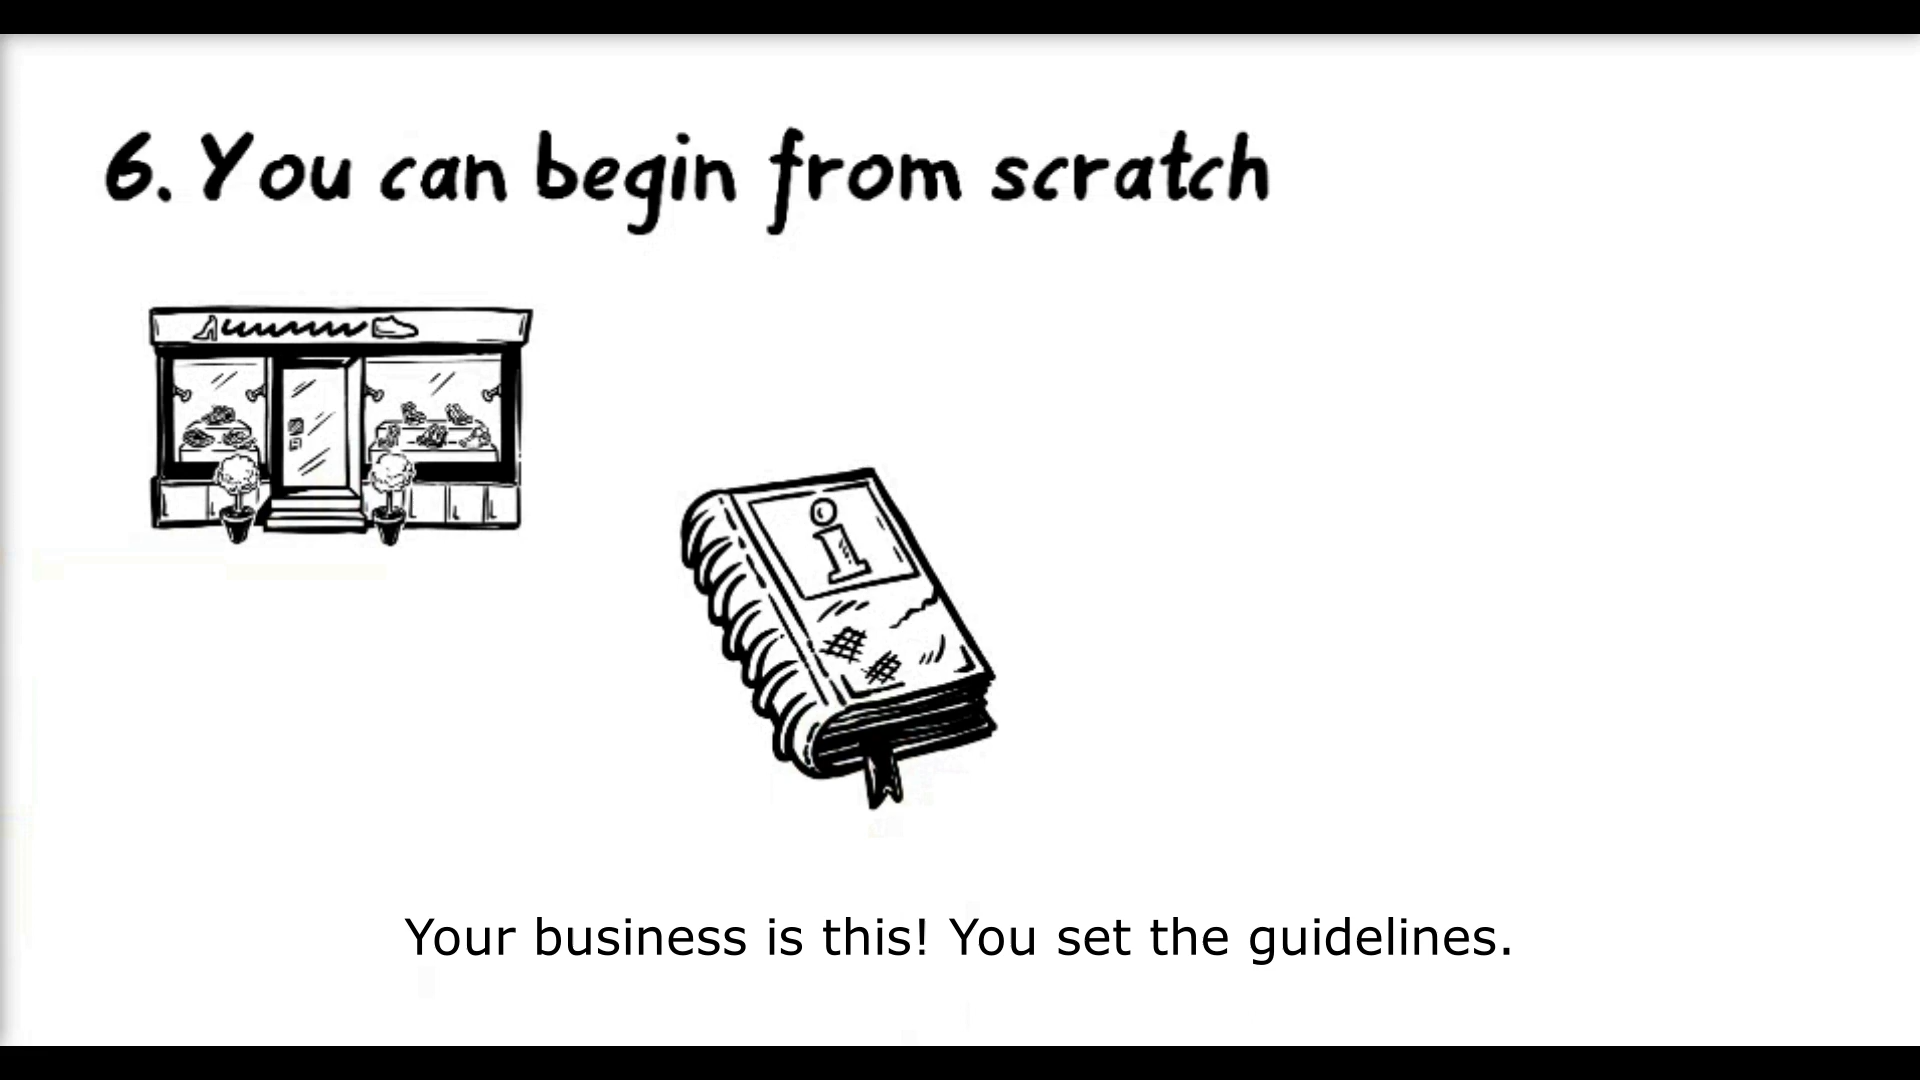 6. You can begin from scratch
i
Your business is this! You set the guidelines.